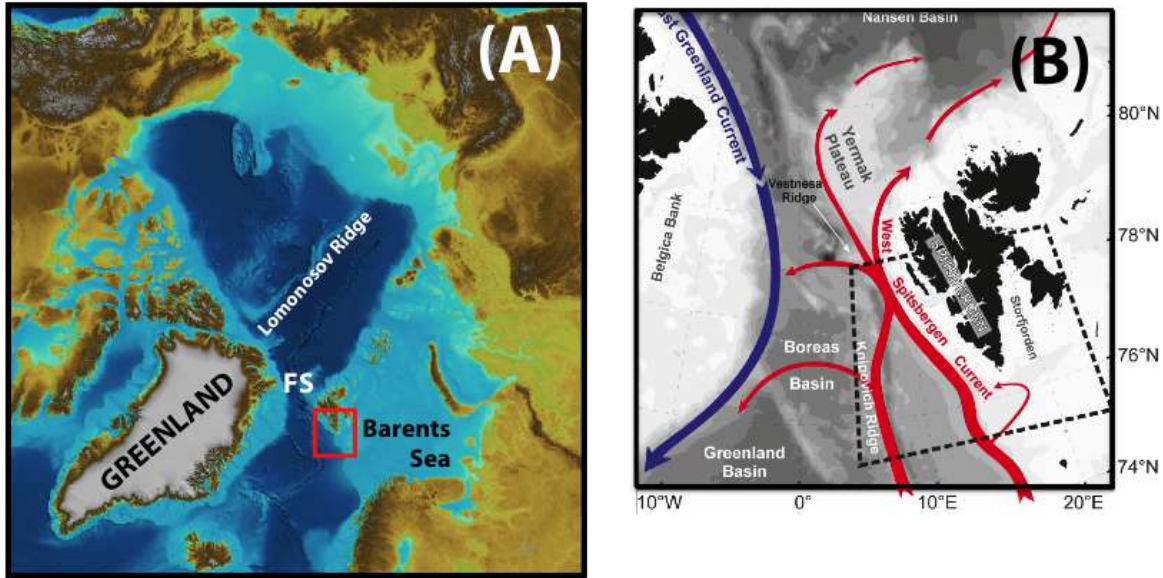 (A)
Lomonosov Ridge
FS
GREENLAND
Barents
Sea
(B)
Nansen Basin
East Greenland Current
Yermak
Plateau
Vestnesa
Ridge
Belgica Bank
West
Spitsbergen
Current
Storfjorden
Boreas
Basin
Knipovich Ridge
Greenland
Basin
80°N
78°N
76°N
74°N
10°W
0°
10°E
20°E